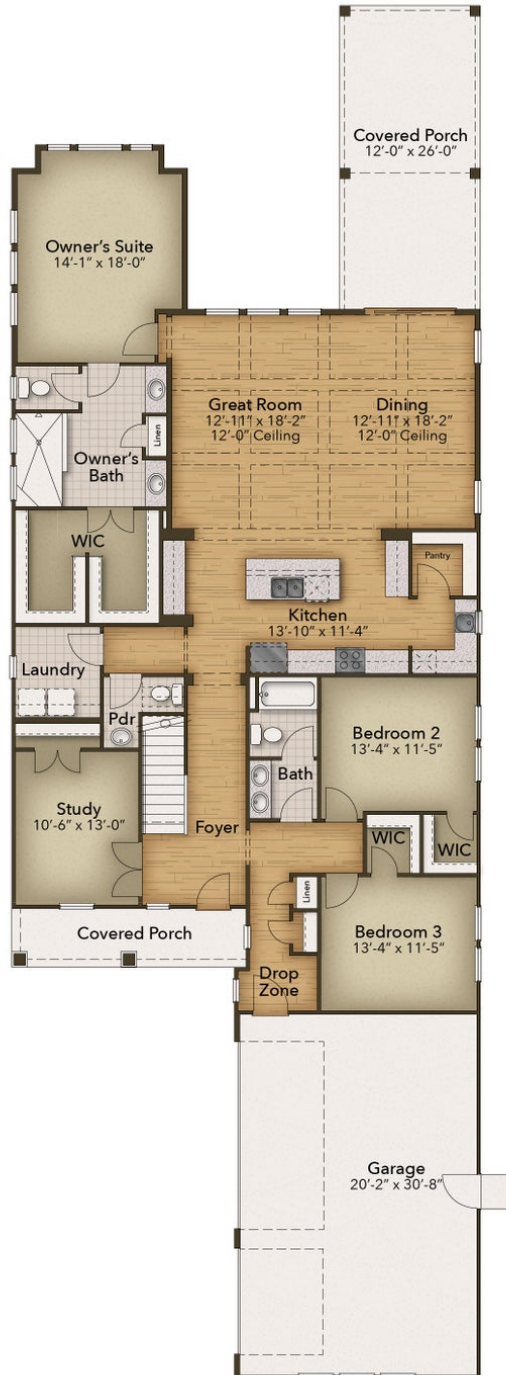 Covered Porch
12'-0" x 26'-0"
Owner's Suite
14'-1" x 18'-0"
Great Room
12'-11" x 18'-2"
12'-0" Ceiling
Dining
12'-11" x 18'-2"
12'-0" Ceiling
Linen
Owner's
Bath
WIC
Pantry
Kitchen
13'-10" x 11'-4"
Laundry
Pdr
Bedroom 2
13'-4" x 11'-5"
Bath
Study
10'-6" x 13'-0"
Foyer
WIC
WIC
Linen
Covered Porch
Bedroom 3
13'-4" x 11'-5"
Drop
Zone
Garage
20'-2" x 30'-8"